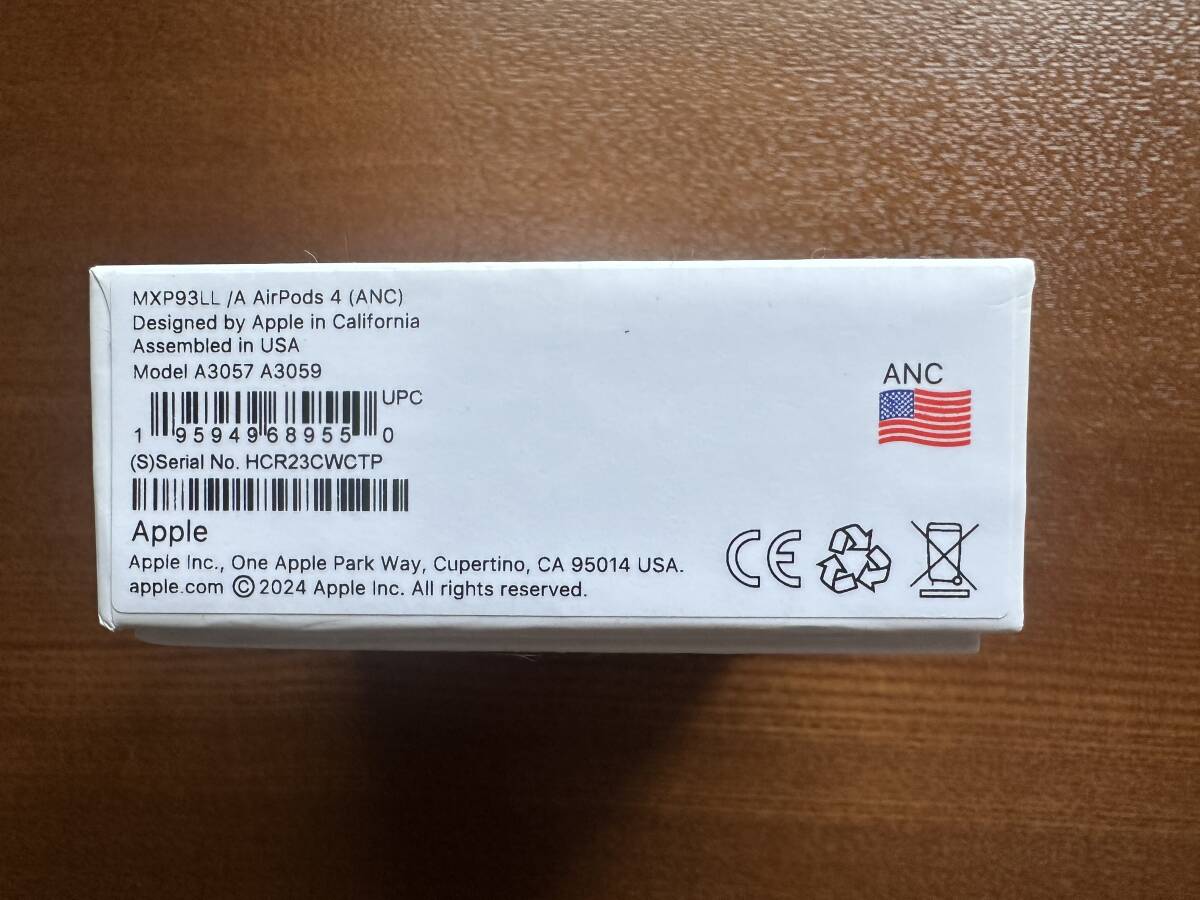 MXP93LL /A AirPods 4 (ANC)
Designed by Apple in California
Assembled in USA
Model A3057 A3059
UPC
1 95949 68955 0
(S)Serial No. HCR23CWCTP
Apple
Apple Inc., One Apple Park Way, Cupertino, CA 95014 USA.
apple.com ©2024 Apple Inc. All rights reserved.
ANC
CE